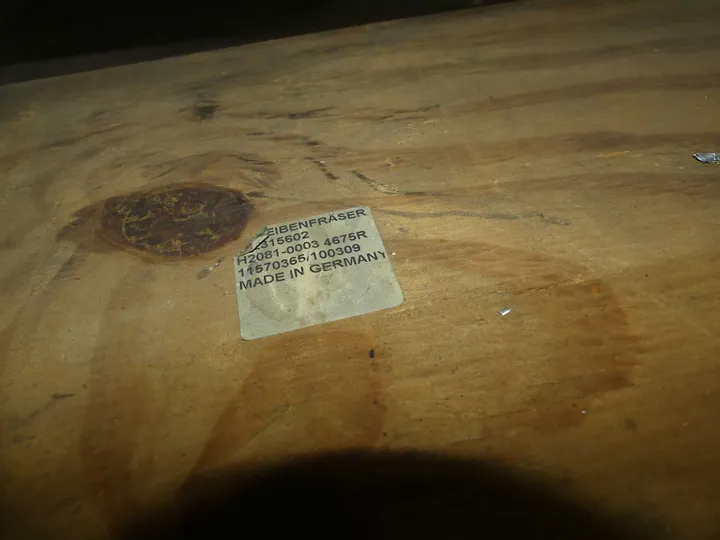 EIBENFRÄSER
315602
H2081-0003 4675R
11570365/100309
MADE IN GERMANY